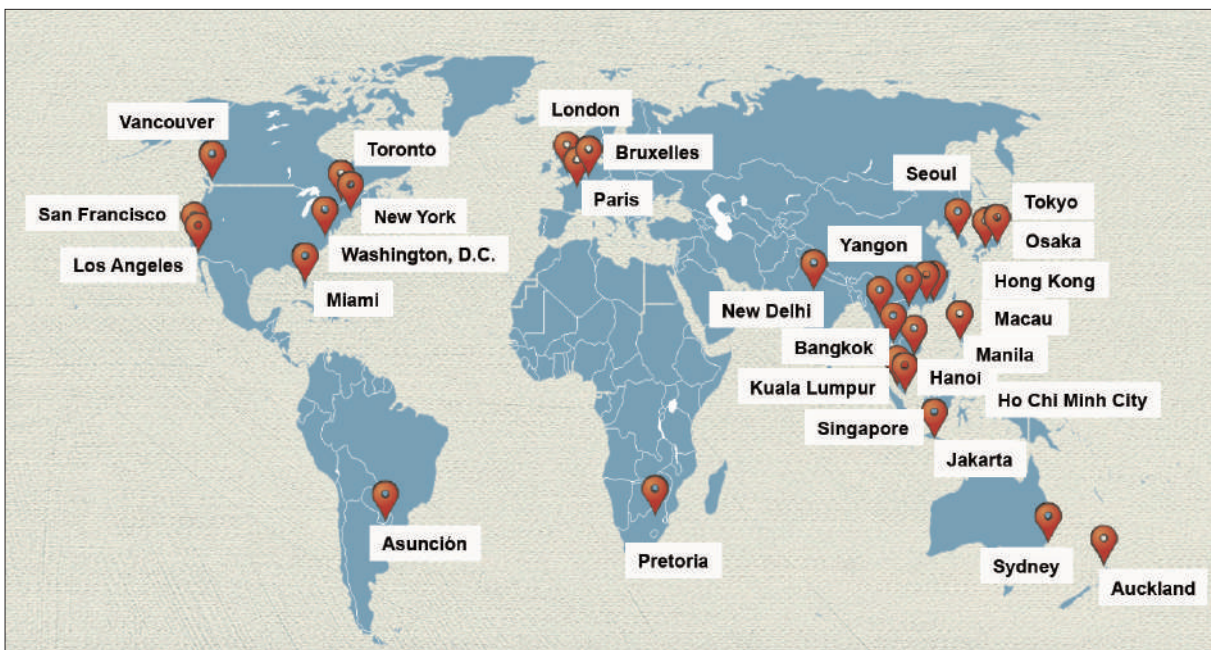 London
Vancouver
Toronto
Bruxelles
Seoul
Paris
Tokyo
San Francisco
New York
Yangon
Osaka
Washington, D.C.
Los Angeles
Hong Kong
Miami
New Delhi
Macau
Bangkok
Manila
Hanoi
Kuala Lumpur
Ho Chi Minh City
Singapore
Jakarta
Asunción
Pretoria
Sydney
Auckland